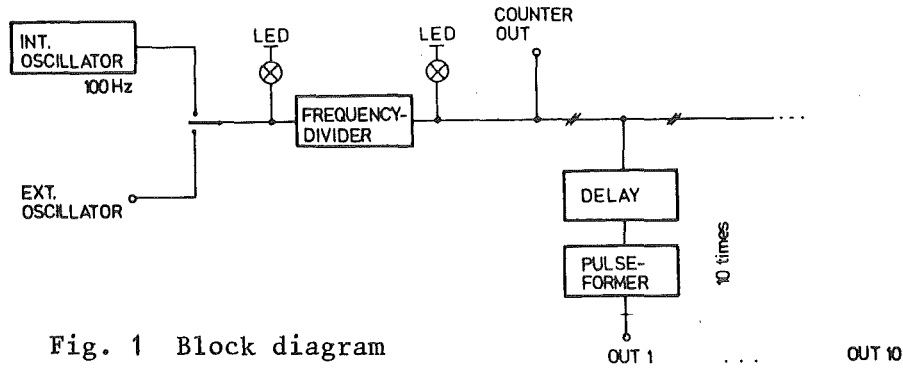 INT.
OSCILLATOR
100Hz
EXT.
OSCILLATOR
LED
FREQUENCY-
DIVIDER
LED
COUNTER
OUT
...
DELAY
PULSE-
FORMER
10 times
OUT 1 ... OUT 10
Fig. 1 Block diagram